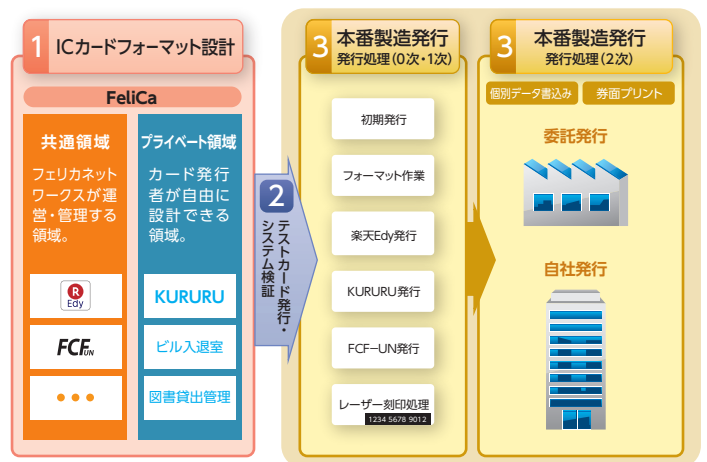 1 ICカードフォーマット設計
FeliCa
共通領域
フェリカネット
ワークスが運
営・管理する
領域。
R
Edy
FCFUN
プライベート領域
カード発行
者が自由に
設計できる
領域。
KURURU
ビル入退室
図書貸出管理
2
テストカード発行・
システム検証
3 本番製造発行
発行処理(0次・1次)
初期発行
フォーマット作業
楽天Edy発行
KURURU発行
FCF−UN発行
レーザー刻印処理
1234 5678 9012
3 本番製造発行
発行処理(2次)
個別データ書込み 券面プリント
委託発行
自社発行